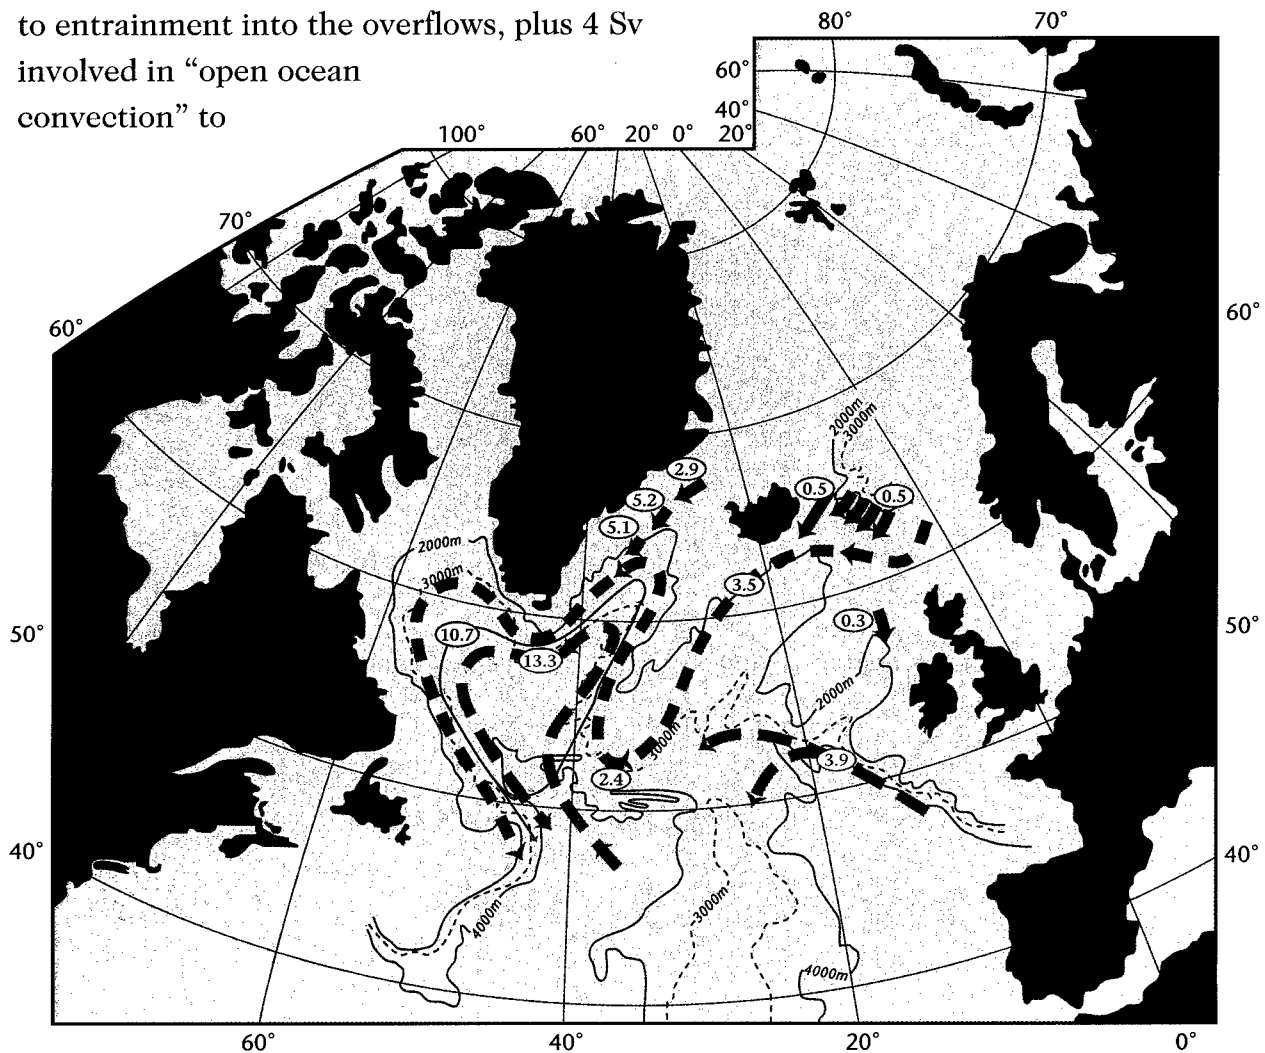 to entrainment into the overflows, plus 4 Sv
involved in “open ocean
convection” to
80° 70°
60°
40°
100° 60° 20° 0° 20°
70°
60°
60°
2000m
3000m
2.9
0.5 0.5
5.2
5.1
2000m
3000m
3.5
0.3
50° 50°
10.7
13.3
2000m
3000m
3.9
2.4
40° 40°
3000m
4000m
4000m
60° 40° 20° 0°